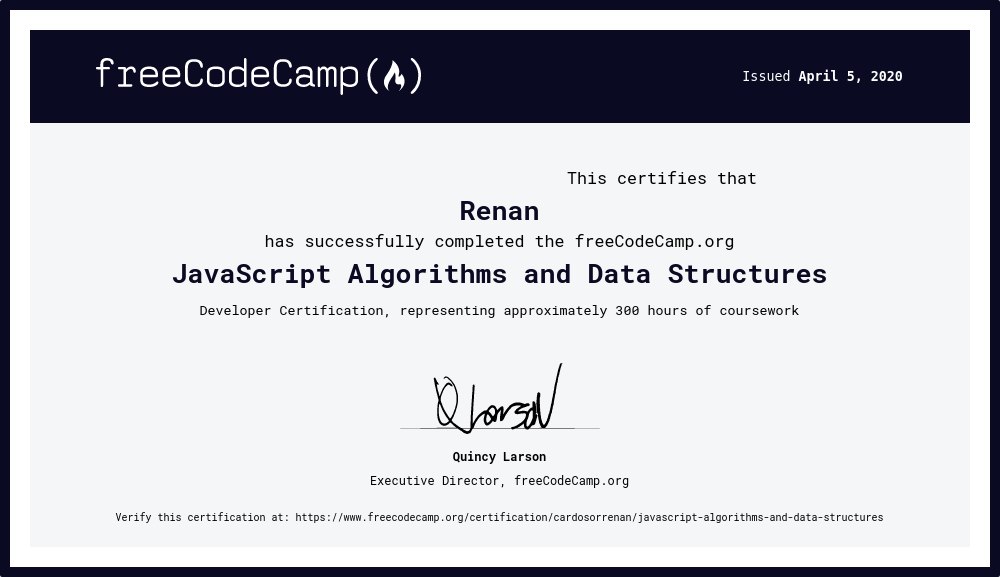 freeCodeCamp(🔥)
Issued April 5, 2020
This certifies that
Renan
has successfully completed the freeCodeCamp.org
JavaScript Algorithms and Data Structures
Developer Certification, representing approximately 300 hours of coursework
Q Larson
Quincy Larson
Executive Director, freeCodeCamp.org
Verify this certification at: https://www.freecodecamp.org/certification/cardosorrenan/javascript-algorithms-and-data-structures